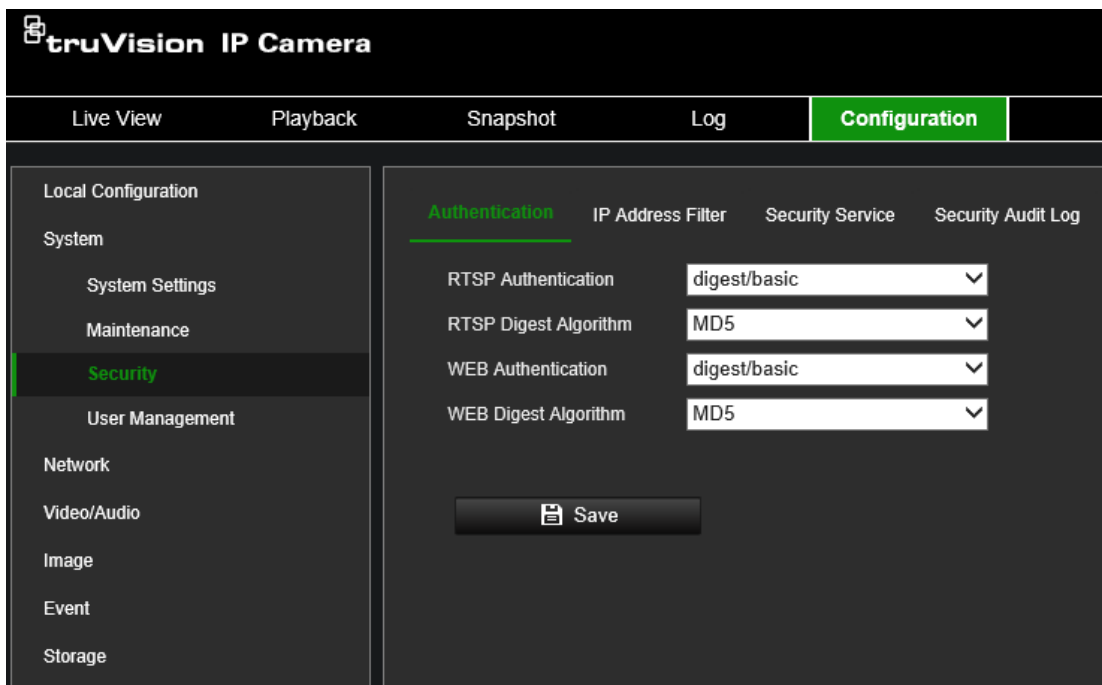 truVision IP Camera
Live View Playback Snapshot Log Configuration
Local Configuration
System
System Settings
Maintenance
Security
User Management
Network
Video/Audio
Image
Event
Storage
Authentication IP Address Filter Security Service Security Audit Log
RTSP Authentication digest/basic
RTSP Digest Algorithm MD5
WEB Authentication digest/basic
WEB Digest Algorithm MD5
Save